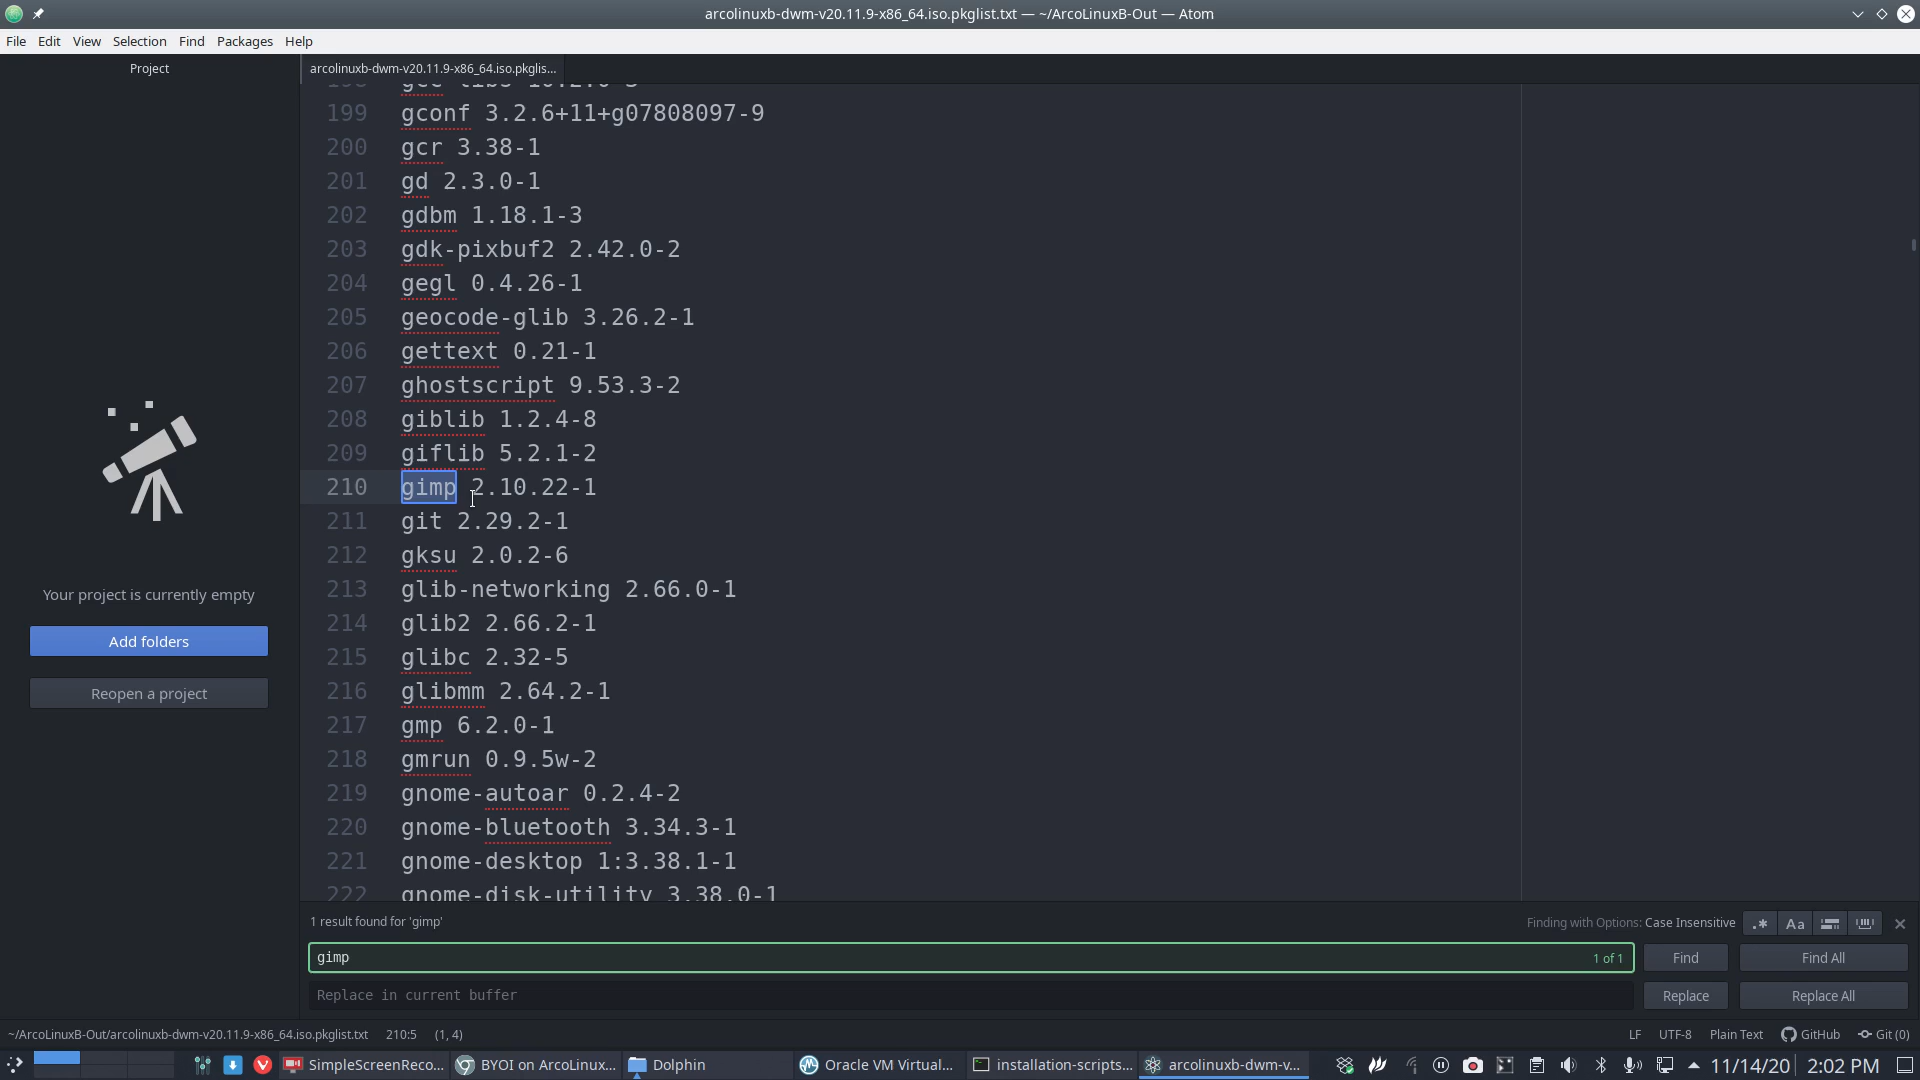 arcolinuxb-dwm-v20.11.9-x86_64.iso.pkglist.txt — ~/ArcoLinuxB-Out — Atom
File Edit View Selection Find Packages Help
Project
arcolinuxb-dwm-v20.11.9-x86_64.iso.pkglis...
199 gconf 3.2.6+11+g07808097-9
200 gcr 3.38-1
201 gd 2.3.0-1
202 gdbm 1.18.1-3
203 gdk-pixbuf2 2.42.0-2
204 gegl 0.4.26-1
205 geocode-glib 3.26.2-1
206 gettext 0.21-1
207 ghostscript 9.53.3-2
208 giblib 1.2.4-8
209 giflib 5.2.1-2
210 gimp 2.10.22-1
211 git 2.29.2-1
212 gksu 2.0.2-6
213 glib-networking 2.66.0-1
214 glib2 2.66.2-1
215 glibc 2.32-5
216 glibmm 2.64.2-1
217 gmp 6.2.0-1
218 gmrun 0.9.5w-2
219 gnome-autoar 0.2.4-2
220 gnome-bluetooth 3.34.3-1
221 gnome-desktop 1:3.38.1-1
222 gnome-disk-utility 3.38.0-1
Your project is currently empty
Add folders
Reopen a project
1 result found for 'gimp'
Finding with Options: Case Insensitive
.* Aa
gimp
1 of 1
Find
Find All
Replace in current buffer
Replace
Replace All
~/ArcoLinuxB-Out/arcolinuxb-dwm-v20.11.9-x86_64.iso.pkglist.txt 210:5 (1, 4)
LF UTF-8 Plain Text GitHub Git (0)
SimpleScreenReco... BYOI on ArcoLinux... Dolphin Oracle VM Virtual... installation-scripts... arcolinuxb-dwm-v... 11/14/20 2:02 PM